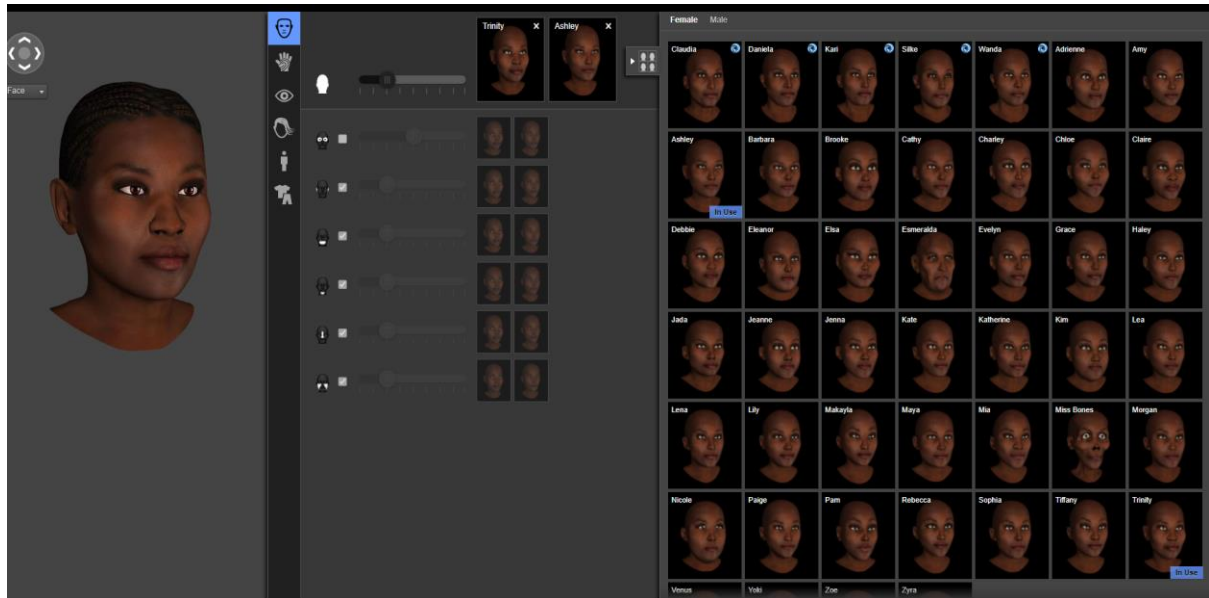 Face
Trinity X Ashley X
Female Male
Claudia Daniela Kari Silke Wanda Adrienne Amy
Ashley Barbara Brooke Cathy Charley Chloe Claire
In Use
Debbie Eleanor Elsa Esmeralda Evelyn Grace Haley
Jada Jeanne Jenna Kate Katherine Kim Lea
Lena Lily Makayla Maya Mia Miss Bones Morgan
Nicole Paige Pam Rebecca Sophia Tiffany Trinity
In Use
Venus Yoki Zoe Zyra